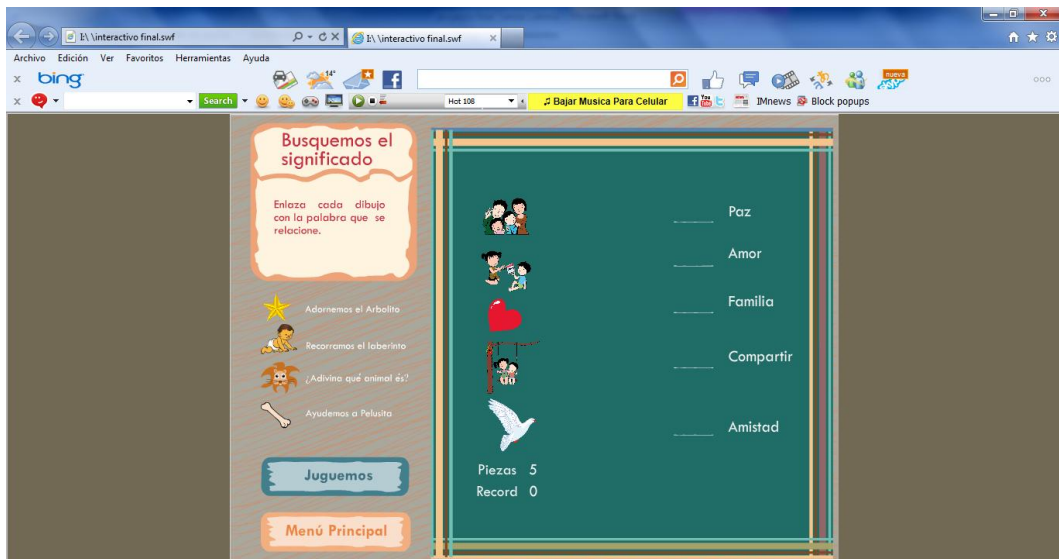 I:\ \interactivo final.swf
I:\ \interactivo final.swf
Archivo Edición Ver Favoritos Herramientas Ayuda
bing
14°
nueva
Search
Hot 108
Bajar Musica Para Celular
You
IMnews
Block popups
Busquemos el
significado
Enlaza cada dibujo
con la palabra que se
relacione.
Adornemos el Arbolito
Recorramos el laberinto
¿Adivina qué animal és?
Ayudemos a Pelusita
Juguemos
Menú Principal
Paz
Amor
Familia
Compartir
Amistad
Piezas 5
Record 0